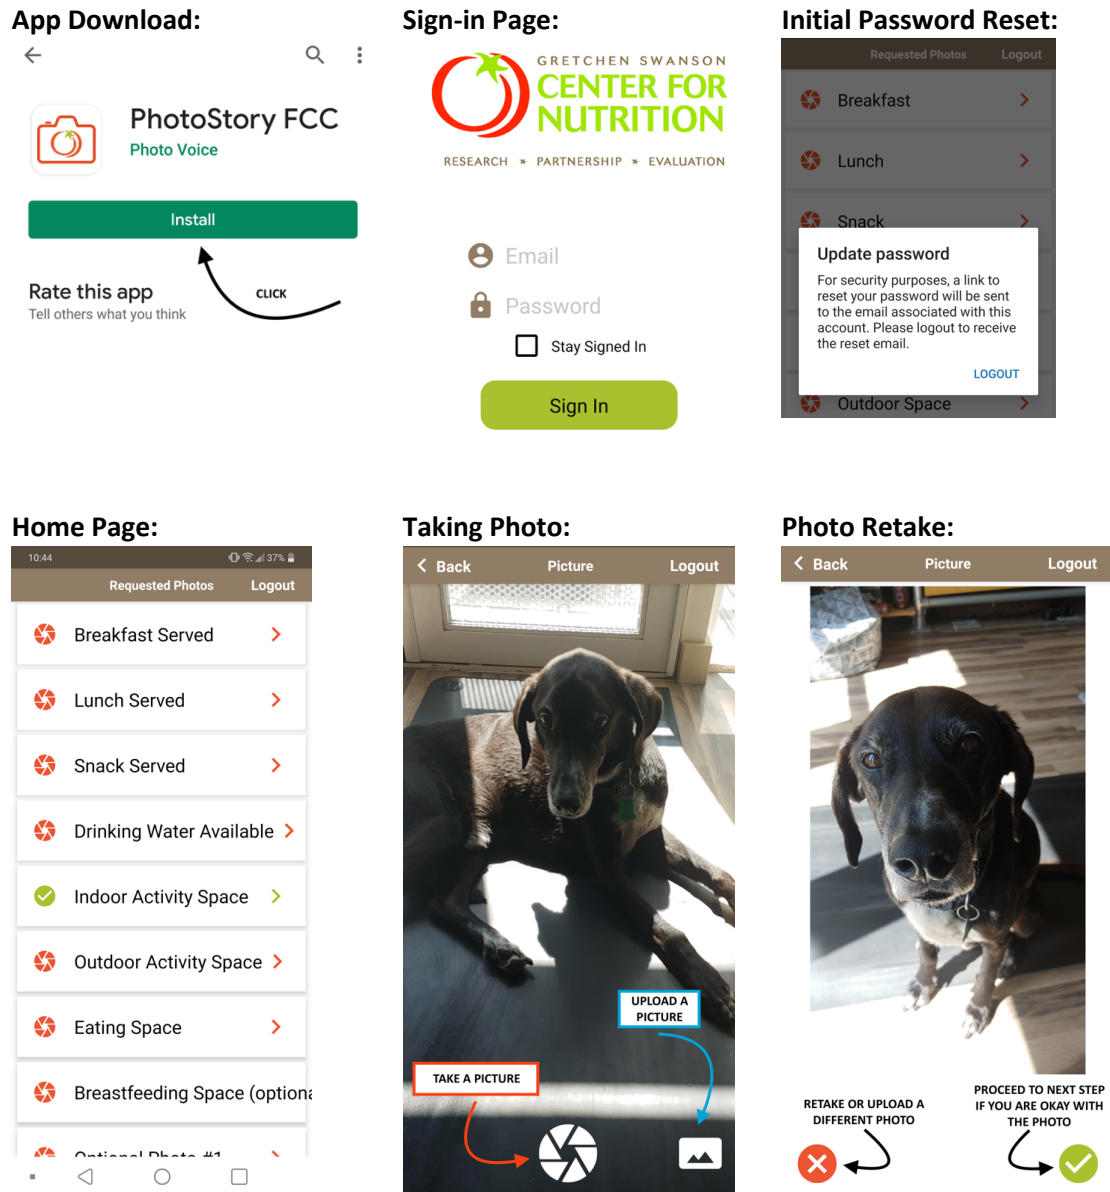 App Download:
PhotoStory FCC
Photo Voice
Install
CLICK
Rate this app
Tell others what you think
Sign-in Page:
GRETCHEN SWANSON
CENTER FOR
NUTRITION
RESEARCH * PARTNERSHIP * EVALUATION
Email
Password
Stay Signed In
Sign In
Initial Password Reset:
Requested Photos Logout
Breakfast
Lunch
Snack
Update password
For security purposes, a link to
reset your password will be sent
to the email associated with this
account. Please logout to receive
the reset email.
LOGOUT
Outdoor Space
Home Page:
10:44 37%
Requested Photos Logout
Breakfast Served
Lunch Served
Snack Served
Drinking Water Available
Indoor Activity Space
Outdoor Activity Space
Eating Space
Breastfeeding Space (optiona
Optional Photo #1
Taking Photo:
Back Picture Logout
UPLOAD A
PICTURE
TAKE A PICTURE
Photo Retake:
Back Picture Logout
RETAKE OR UPLOAD A
DIFFERENT PHOTO
PROCEED TO NEXT STEP
IF YOU ARE OKAY WITH
THE PHOTO